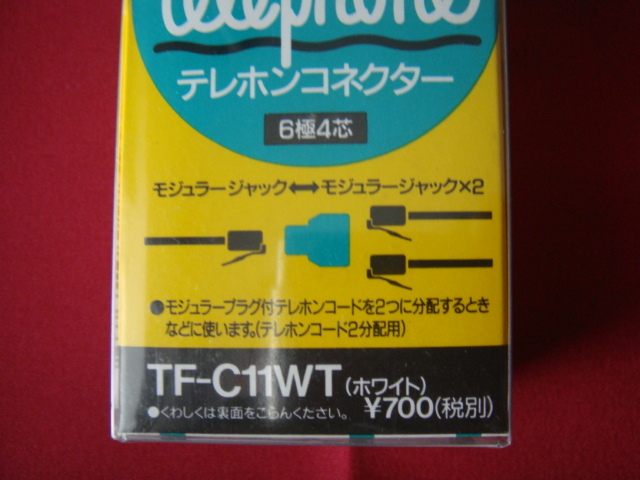 telephone
テレホンコネクター
6極4芯
モジュラージャック⟷モジュラージャック×2
●モジュラープラグ付テレホンコードを2つに分配するとき
などに使います。(テレホンコード2分配用)
TF-C11WT(ホワイト)
●くわしくは裏面をごらんください。 ¥700(税別)